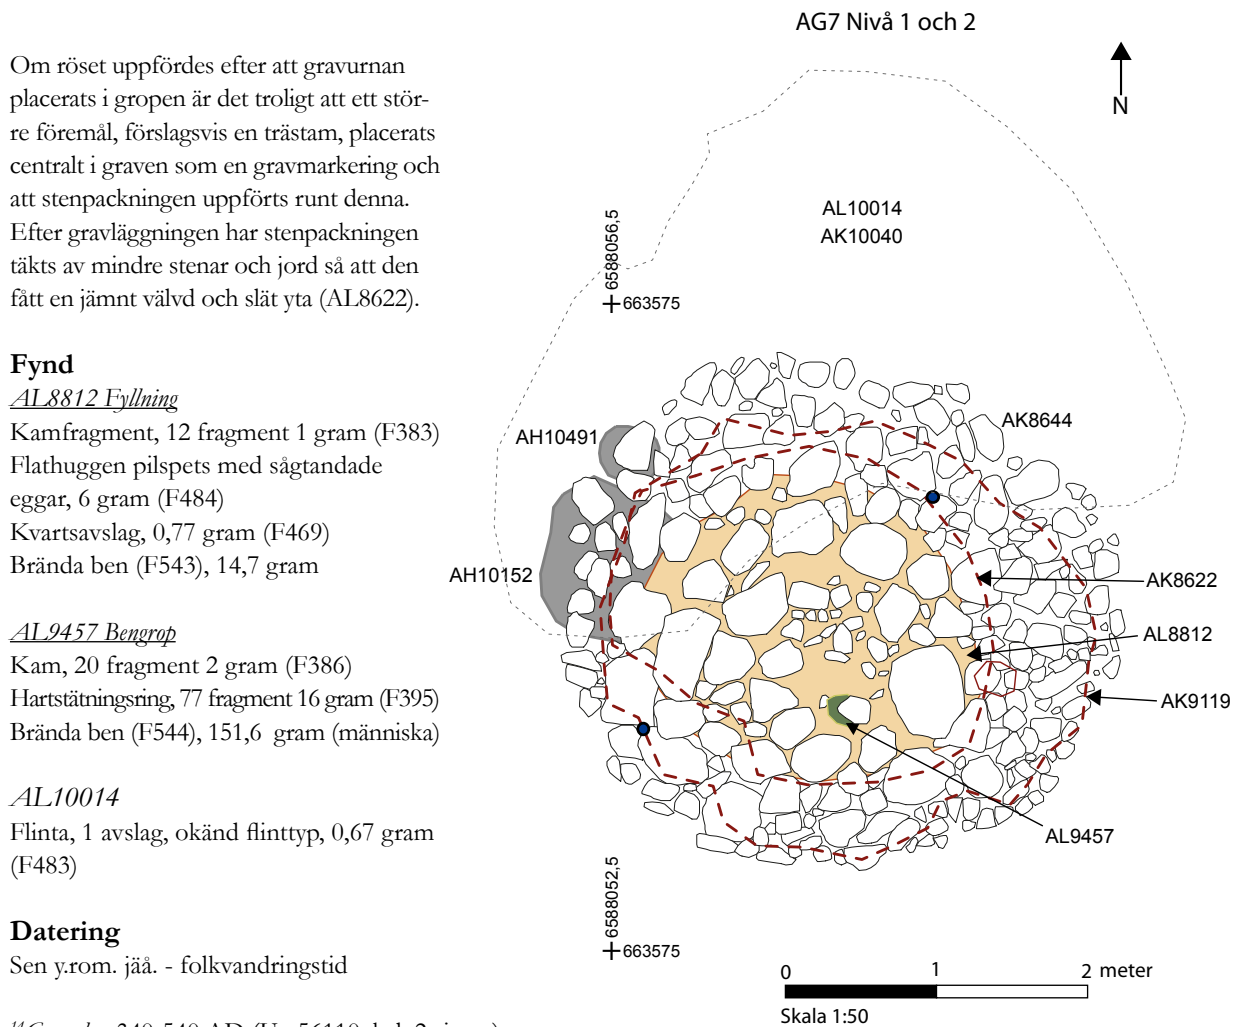 AG7 Nivå 1 och 2
Om röset uppfördes efter att gravurnan
placerats i gropen är det troligt att ett stör-
re föremål, förslagsvis en trästam, placerats
centralt i graven som en gravmarkering och
att stenpackningen uppförts runt denna.
Efter gravläggningen har stenpackningen
täkts av mindre stenar och jord så att den
fått en jämnt välvd och slät yta (AL8622).
Fynd
AL8812 Fyllning
Kamfragment, 12 fragment 1 gram (F383)
Flathuggen pilspets med sågtandade
eggar, 6 gram (F484)
Kvartsavslag, 0,77 gram (F469)
Brända ben (F543), 14,7 gram
AL9457 Bengrop
Kam, 20 fragment 2 gram (F386)
Hartstätningsring, 77 fragment 16 gram (F395)
Brända ben (F544), 151,6 gram (människa)
AL10014
Flinta, 1 avslag, okänd flinttyp, 0,67 gram
(F483)
Datering
Sen y.rom. jäå. - folkvandringstid
N
AL10014
AK10040
6588056,5
663575
AH10491
AK8644
AH10152
AK8622
AL8812
AK9119
AL9457
6588052,5
663575
0 1 2 meter
Skala 1:50